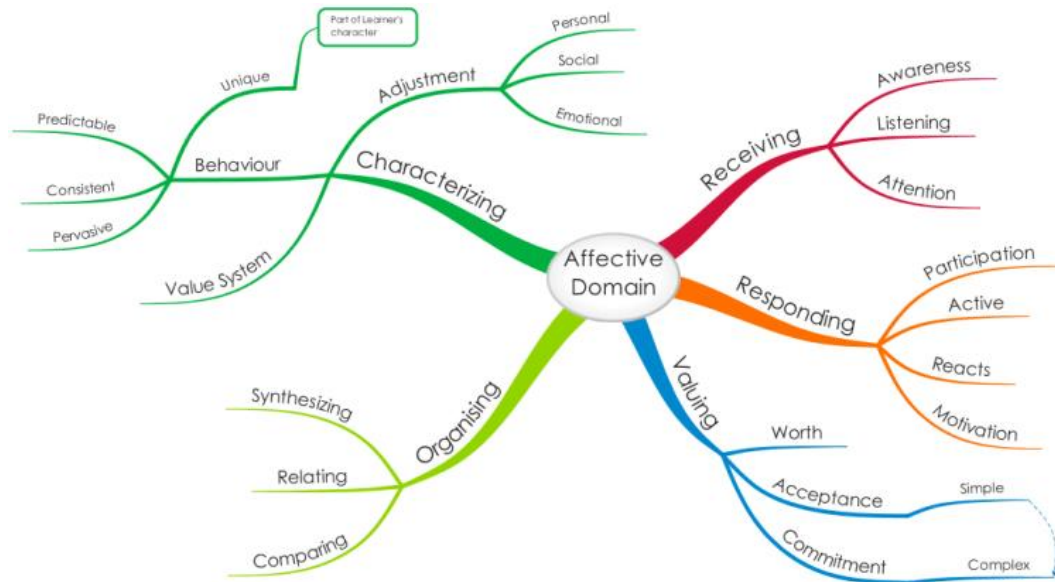 Affective
Domain
Receiving
Awareness
Listening
Attention
Responding
Participation
Active
Reacts
Motivation
Valuing
Worth
Acceptance
Simple
Commitment
Complex
Organising
Synthesizing
Relating
Comparing
Characterizing
Adjustment
Personal
Social
Emotional
Behaviour
Unique
Part of Learner's
character
Predictable
Consistent
Pervasive
Value System